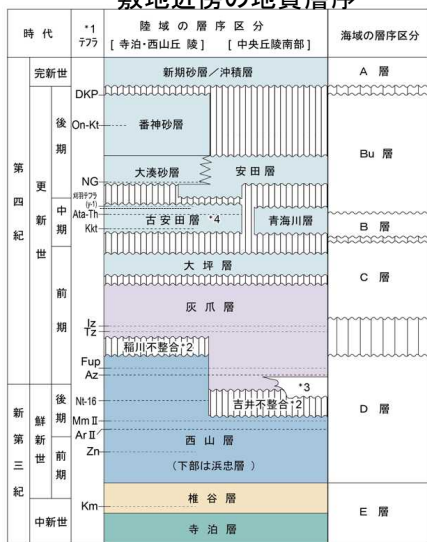 敷地近傍の地質層序
時代
*1
テフラ
陸域の層序区分
[寺泊・西山丘陵] [中央丘陵南部]
海域の層序区分
第四紀
新第三紀
完新世
更新世
後期
中期
前期
鮮新世
後期
前期
中新世
DKP
On-Kt
NG
刈羽テフラ
(y-1)
Ata-Th
Kkt
Iz
Tz
Fup
Az
Nt-16
Mm II
Ar II
Zn
Km
新期砂層／沖積層
番神砂層
大湊砂層
安田層
古安田層 *4
青海川層
大坪層
灰爪層
稲川不整合*2
*3
吉井不整合*2
西山層
(下部は浜忠層)
椎谷層
寺泊層
A 層
Bu 層
B 層
C 層
D 層
E 層